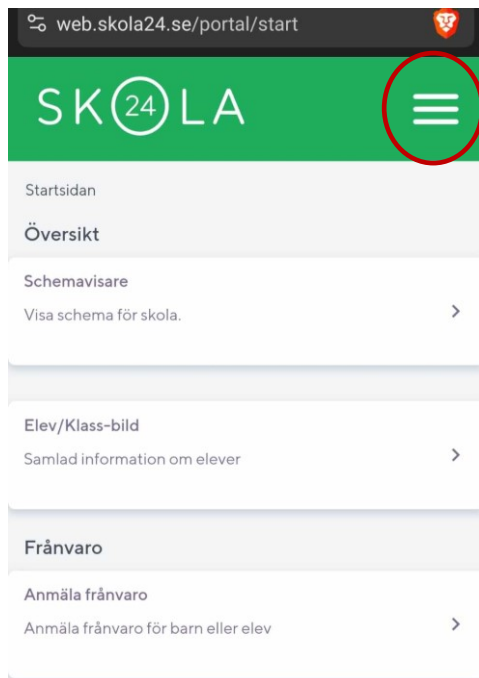 web.skola24.se/portal/start
SK24LA
Startsidan
Översikt
Schemavisare
Visa schema för skola.
Elev/Klass-bild
Samlad information om elever
Frånvaro
Anmäla frånvaro
Anmäla frånvaro för barn eller elev